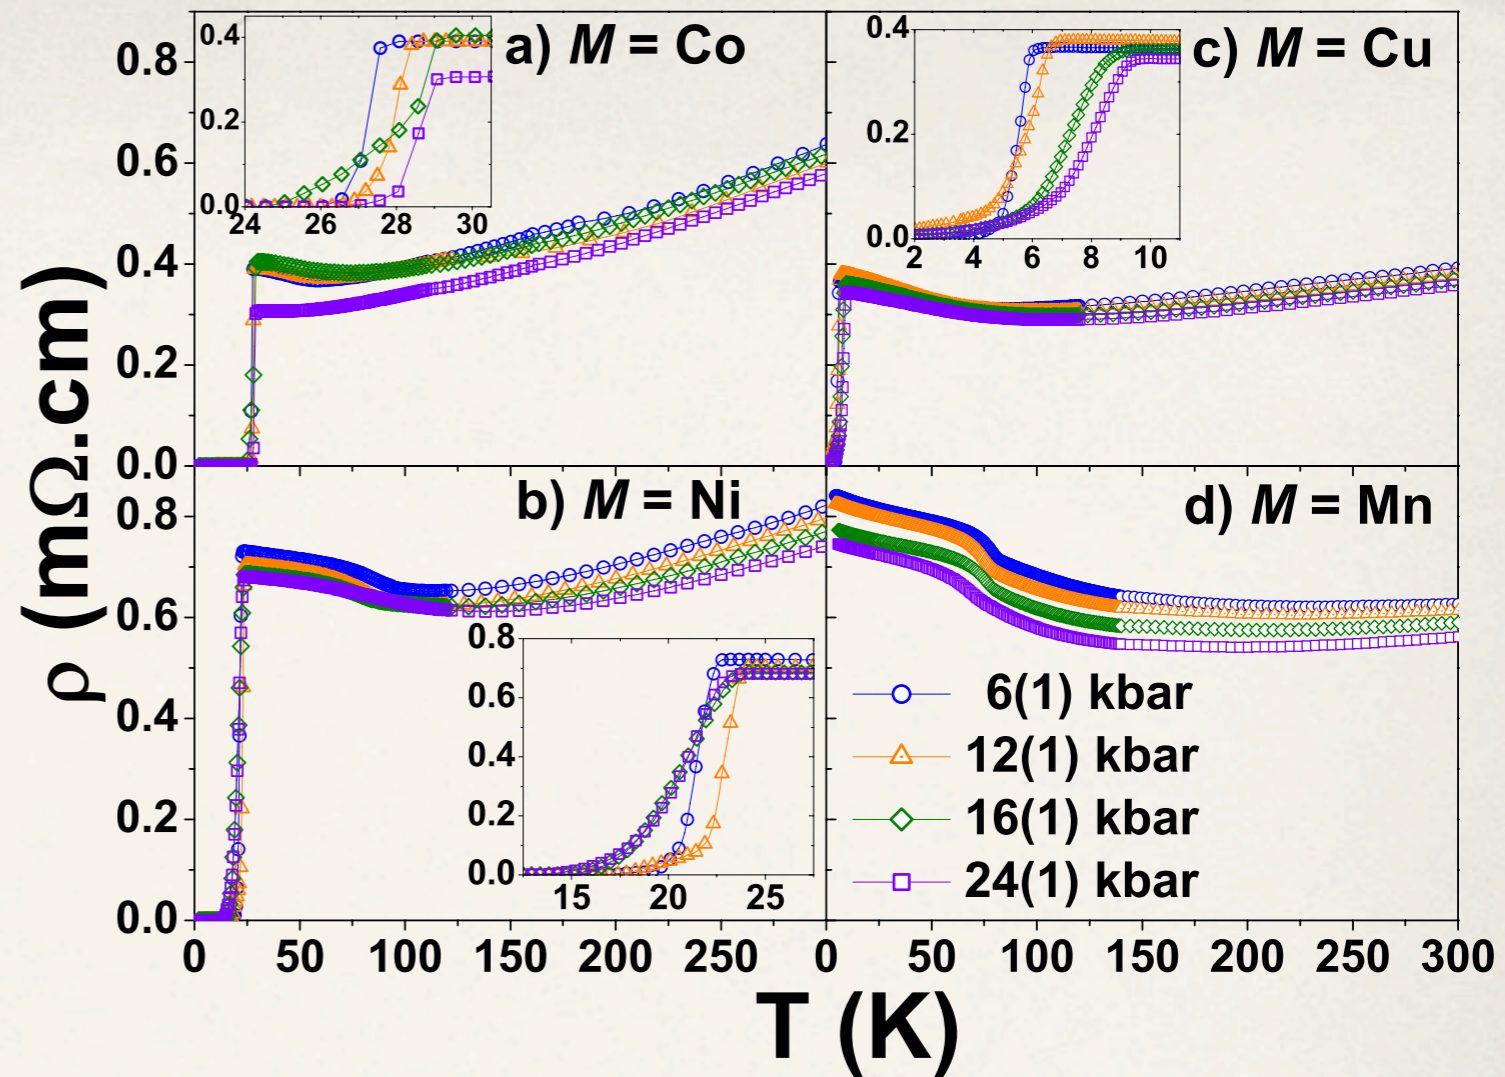 ρ (mΩ.cm)
0.8
0.6
0.4
0.2
0.0
a) M = Co
0.4
0.2
0.0
24 26 28 30
c) M = Cu
0.4
0.2
0.0
2 4 6 8 10
0.8
0.6
0.4
0.2
0.0
b) M = Ni
0.8
0.6
0.4
0.2
0.0
15 20 25
d) M = Mn
6(1) kbar
12(1) kbar
16(1) kbar
24(1) kbar
0 50 100 150 200 250 0 50 100 150 200 250 300
T (K)